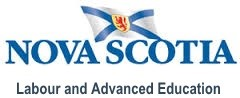 NOVA SCOTIA
Labour and Advanced Education